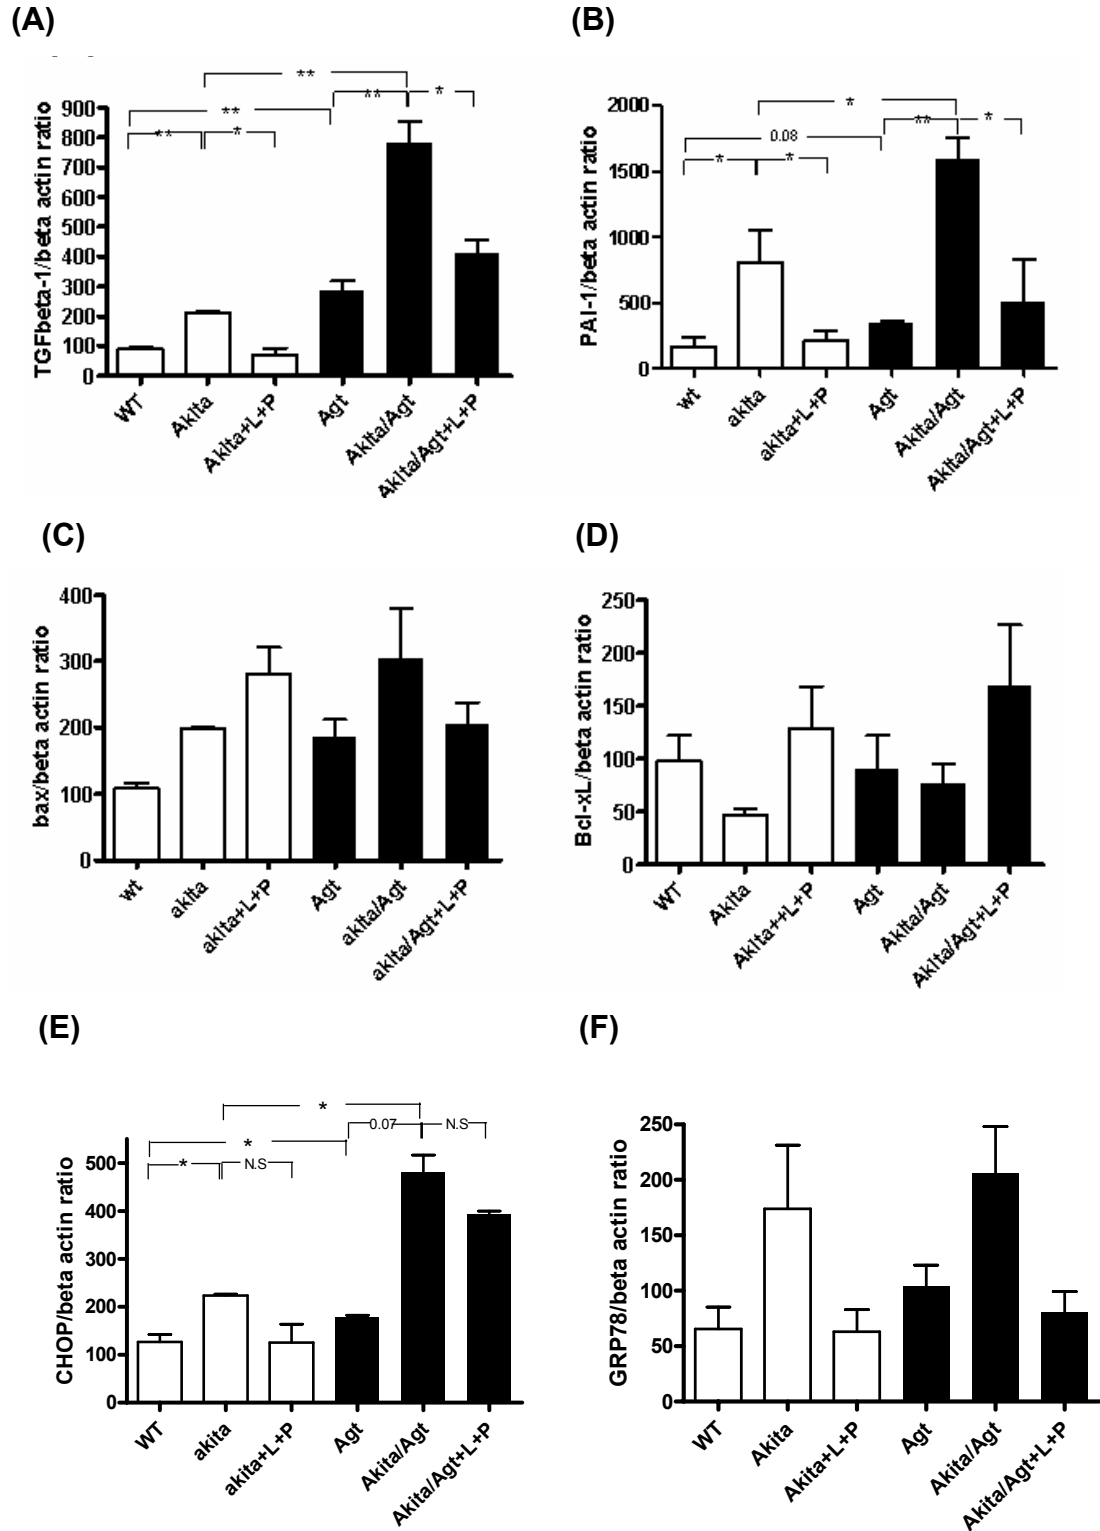 (A)
(B)
** ** * ** ** *
TGFbeta-1/beta actin ratio
900
800
700
600
500
400
300
200
100
0
WT
AkIta
AkIta+L+P
Agt
AkIta/Agt
AkIta/Agt+L+P
* ** * 0.08 * *
PAI-1/beta actin ratio
2000
1500
1000
500
0
wt
akIta
akIta+L+P
Agt
AkIta/Agt
AkIta/Agt+L+P
(C)
(D)
bax/beta actin ratio
400
300
200
100
0
wt
akIta
akIta+L+P
Agt
akIta/Agt
akIta/Agt+L+P
Bcl-xL/beta actin ratio
250
200
150
100
50
0
WT
AkIta
AkIta++L+P
Agt
AkIta/Agt
AkIta/Agt+L+P
(E)
(F)
*
0.07 N.S
*
* N.S
CHOP/beta actin ratio
500
400
300
200
100
0
WT
akita
akita+L+P
Agt
Akita/Agt
Akita/Agt+L+P
GRP78/beta actin ratio
250
200
150
100
50
0
WT
Akita
Akita+L+P
Agt
Akita/Agt
Akita/Agt+L+P